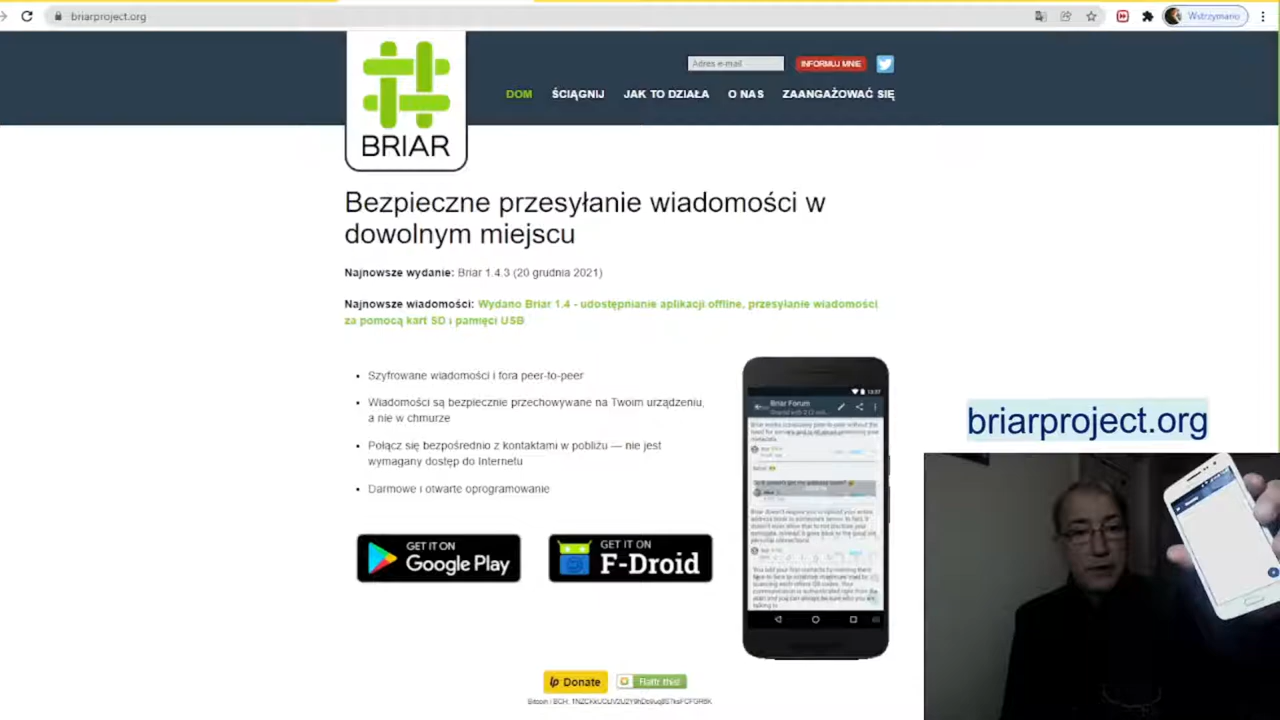 briarproject.org
Wstrzymano
Adres e-mail
INFORMUJ MNIE
DOM ŚCIĄGNIJ JAK TO DZIAŁA O NAS ZAANGAŻOWAĆ SIĘ
BRIAR
Bezpieczne przesyłanie wiadomości w
dowolnym miejscu
Najnowsze wydanie: Briar 1.4.3 (20 grudnia 2021)
Najnowsze wiadomości: Wydano Briar 1.4 - udostępnianie aplikacji offline, przesyłanie wiadomości
za pomocą kart SD i pamięci USB
• Szyfrowane wiadomości i fora peer-to-peer
• Wiadomości są bezpiecznie przechowywane na Twoim urządzeniu,
a nie w chmurze
• Połącz się bezpośrednio z kontaktami w pobliżu — nie jest
wymagany dostęp do Internetu
• Darmowe i otwarte oprogramowanie
GET IT ON
Google Play
GET IT ON
F-Droid
Briar Forum
briarproject.org
Donate
Flattr this!